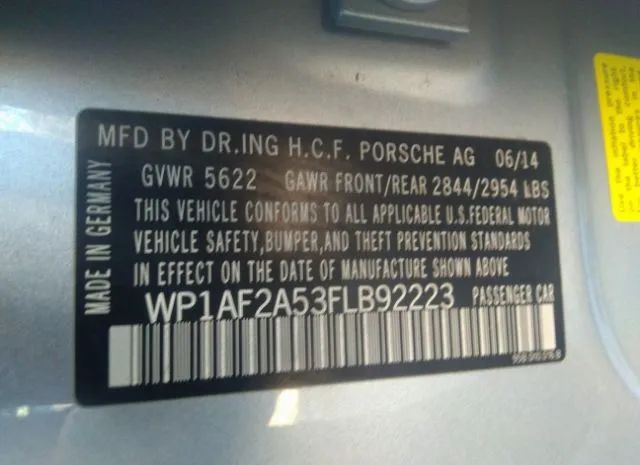 MFD BY DR.ING H.C.F. PORSCHE AG 06/14
GVWR 5622 GAWR FRONT/REAR 2844/2954 LBS
THIS VEHICLE CONFORMS TO ALL APPLICABLE U.S.FEDERAL MOTOR
VEHICLE SAFETY,BUMPER,AND THEFT PREVENTION STANDARDS
IN EFFECT ON THE DATE OF MANUFACTURE SHOWN ABOVE
WP1AF2A53FLB92223 PASSENGER CAR
MADE IN GERMANY